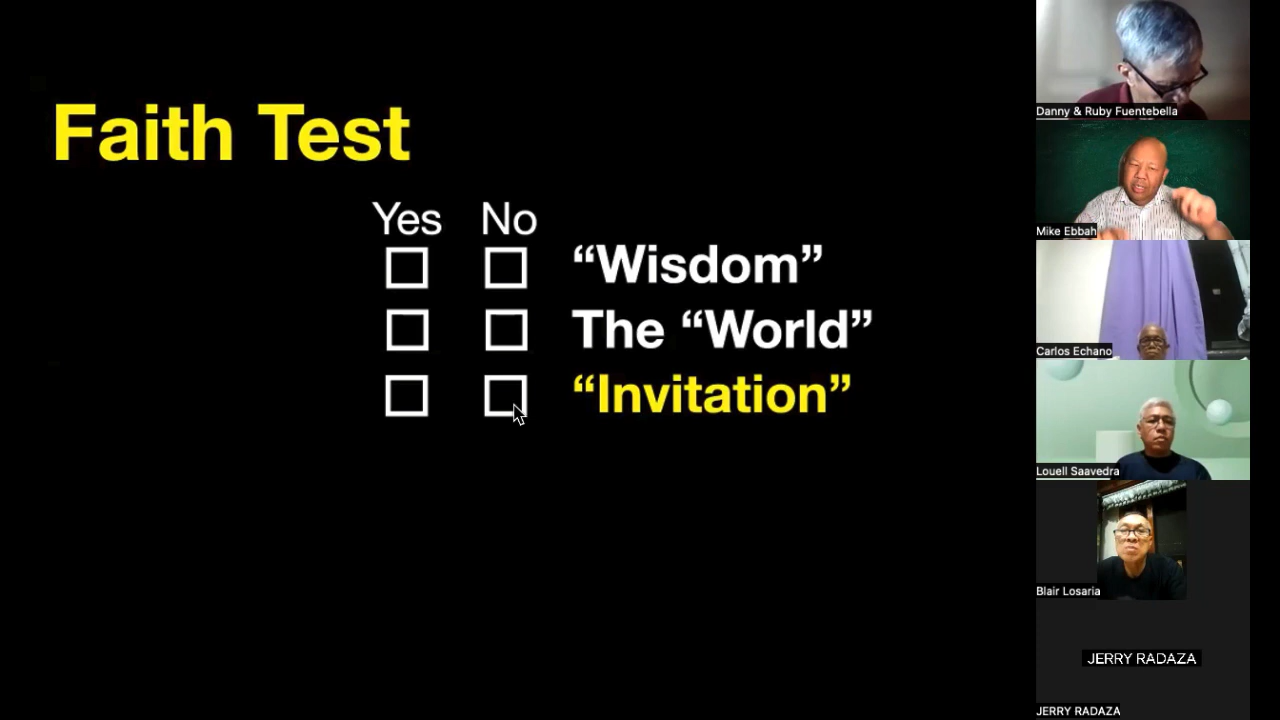 Faith Test
Yes No
“Wisdom”
The “World”
“Invitation”
Danny & Ruby Fuentebella
Mike Ebbah
Carlos Echano
Louell Saavedra
Blair Losaria
JERRY RADAZA
JERRY RADAZA